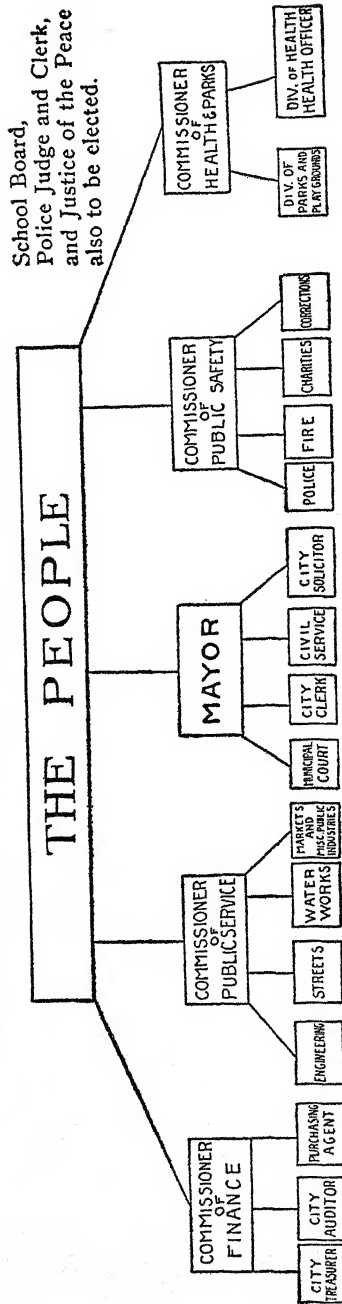 School Board,
Police Judge and Clerk,
and Justice of the Peace
also to be elected.
THE PEOPLE
COMMISSIONER
OF
FINANCE
CITY
TREASURER
CITY
AUDITOR
PURCHASING
AGENT
COMMISSIONER
OF
PUBLIC SERVICE
ENGINEERING
STREETS
WATER
WORKS
MARKETS
AND
MISC. PUBLIC
INDUSTRIES
MAYOR
MUNICIPAL
COURT
CITY
CLERK
CIVIL
SERVICE
CITY
SOLICITOR
COMMISSIONER
OF
PUBLIC SAFETY
POLICE
FIRE
CHARITIES
CORRECTIONS
COMMISSIONER
OF
HEALTH & PARKS
DIV. OF
PARKS AND
PLAY GROUNDS
DIV. OF HEALTH
HEALTH OFFICER